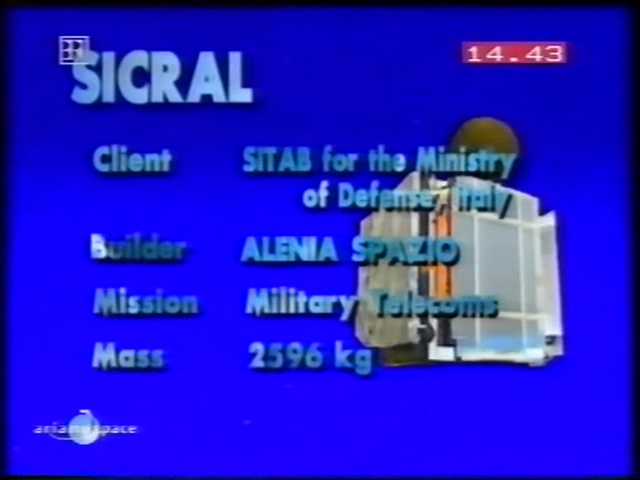 BR
14.43
SICRAL
Client SITAB for the Ministry
of Defense, Italy
Builder ALENIA SPAZIO
Mission Military Telecoms
Mass 2596 kg
arianespace